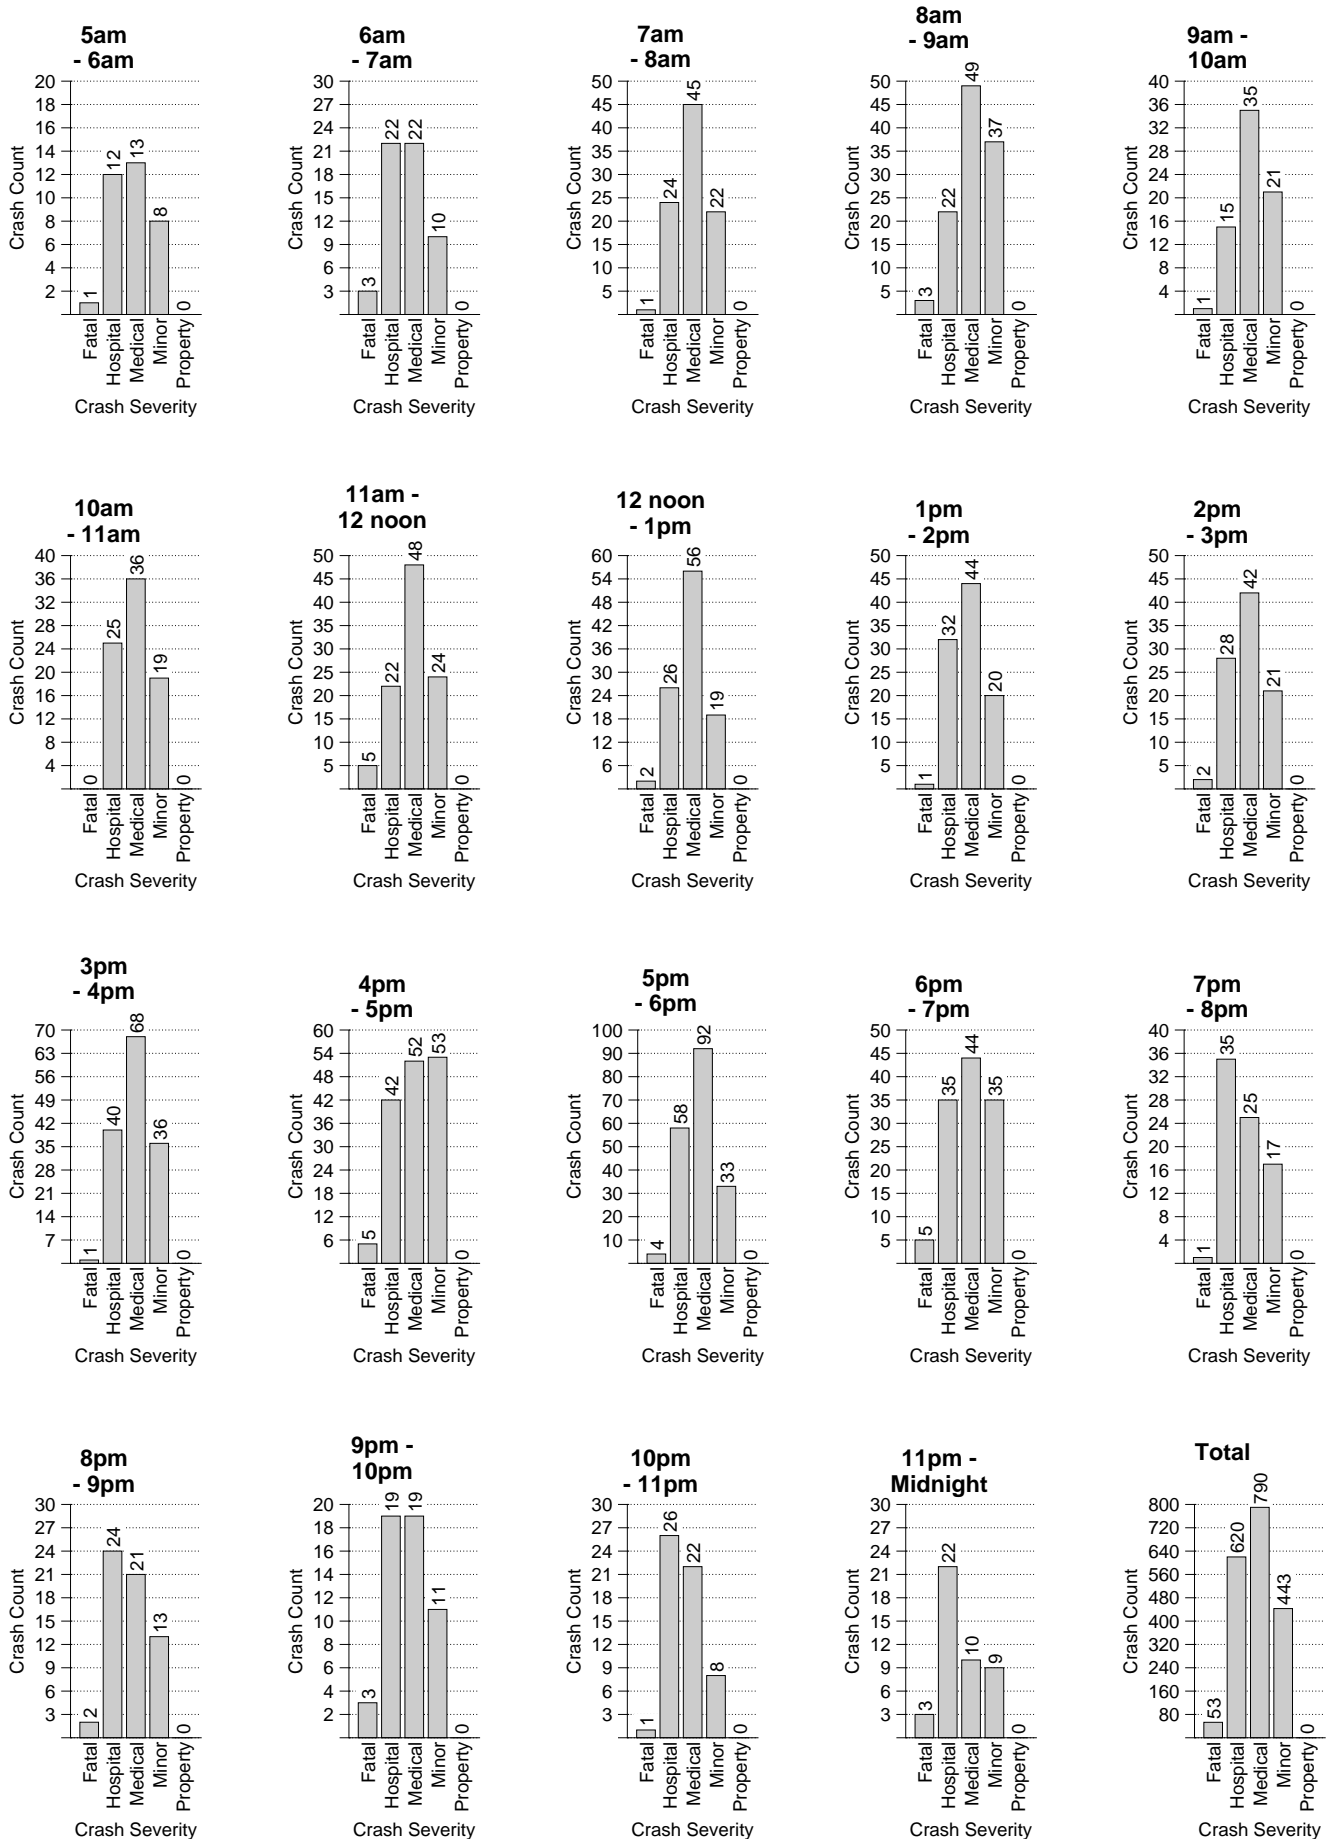 5am
- 6am
20
18
16
14
12
10
8
6
4
2
Crash Count
1
12
13
8
0
Fatal
Hospital
Medical
Minor
Property
Crash Severity
6am
- 7am
30
27
24
21
18
15
12
9
6
3
Crash Count
3
22
22
10
0
Fatal
Hospital
Medical
Minor
Property
Crash Severity
7am
- 8am
50
45
40
35
30
25
20
15
10
5
Crash Count
1
24
45
22
0
Fatal
Hospital
Medical
Minor
Property
Crash Severity
8am
- 9am
50
45
40
35
30
25
20
15
10
5
Crash Count
3
22
49
37
0
Fatal
Hospital
Medical
Minor
Property
Crash Severity
9am -
10am
40
36
32
28
24
20
16
12
8
4
Crash Count
1
15
35
21
0
Fatal
Hospital
Medical
Minor
Property
Crash Severity
10am
- 11am
40
36
32
28
24
20
16
12
8
4
Crash Count
0
25
36
19
0
Fatal
Hospital
Medical
Minor
Property
Crash Severity
11am -
12 noon
50
45
40
35
30
25
20
15
10
5
Crash Count
5
22
48
24
0
Fatal
Hospital
Medical
Minor
Property
Crash Severity
12 noon
- 1pm
60
54
48
42
36
30
24
18
12
6
Crash Count
2
26
56
19
0
Fatal
Hospital
Medical
Minor
Property
Crash Severity
1pm
- 2pm
50
45
40
35
30
25
20
15
10
5
Crash Count
1
32
44
20
0
Fatal
Hospital
Medical
Minor
Property
Crash Severity
2pm
- 3pm
50
45
40
35
30
25
20
15
10
5
Crash Count
2
28
42
21
0
Fatal
Hospital
Medical
Minor
Property
Crash Severity
3pm
- 4pm
70
63
56
49
42
35
28
21
14
7
Crash Count
1
40
68
36
0
Fatal
Hospital
Medical
Minor
Property
Crash Severity
4pm
- 5pm
60
54
48
42
36
30
24
18
12
6
Crash Count
5
42
52
53
0
Fatal
Hospital
Medical
Minor
Property
Crash Severity
5pm
- 6pm
100
90
80
70
60
50
40
30
20
10
Crash Count
4
58
92
33
0
Fatal
Hospital
Medical
Minor
Property
Crash Severity
6pm
- 7pm
50
45
40
35
30
25
20
15
10
5
Crash Count
5
35
44
35
0
Fatal
Hospital
Medical
Minor
Property
Crash Severity
7pm
- 8pm
40
36
32
28
24
20
16
12
8
4
Crash Count
1
35
25
17
0
Fatal
Hospital
Medical
Minor
Property
Crash Severity
8pm
- 9pm
30
27
24
21
18
15
12
9
6
3
Crash Count
2
24
21
13
0
Fatal
Hospital
Medical
Minor
Property
Crash Severity
9pm -
10pm
20
18
16
14
12
10
8
6
4
2
Crash Count
3
19
19
11
0
Fatal
Hospital
Medical
Minor
Property
Crash Severity
10pm
- 11pm
30
27
24
21
18
15
12
9
6
3
Crash Count
1
26
22
8
0
Fatal
Hospital
Medical
Minor
Property
Crash Severity
11pm -
Midnight
30
27
24
21
18
15
12
9
6
3
Crash Count
3
22
10
9
0
Fatal
Hospital
Medical
Minor
Property
Crash Severity
Total
800
720
640
560
480
400
320
240
160
80
Crash Count
53
620
790
443
0
Fatal
Hospital
Medical
Minor
Property
Crash Severity